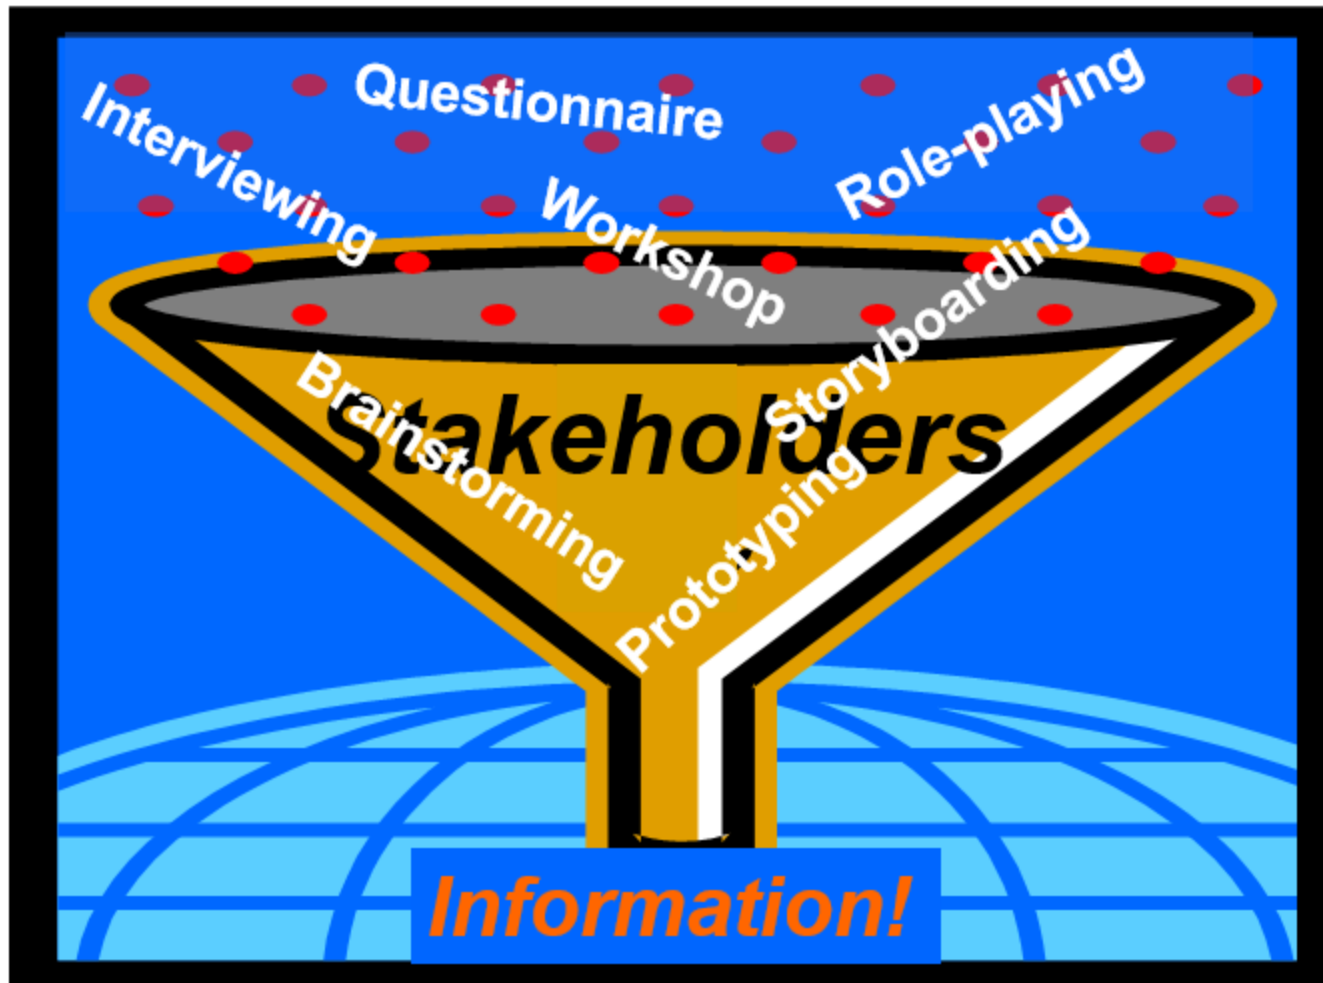 Questionnaire
Role-playing
Interviewing
Workshop
Storyboarding
Brainstorming
Stakeholders
Prototyping
Information!